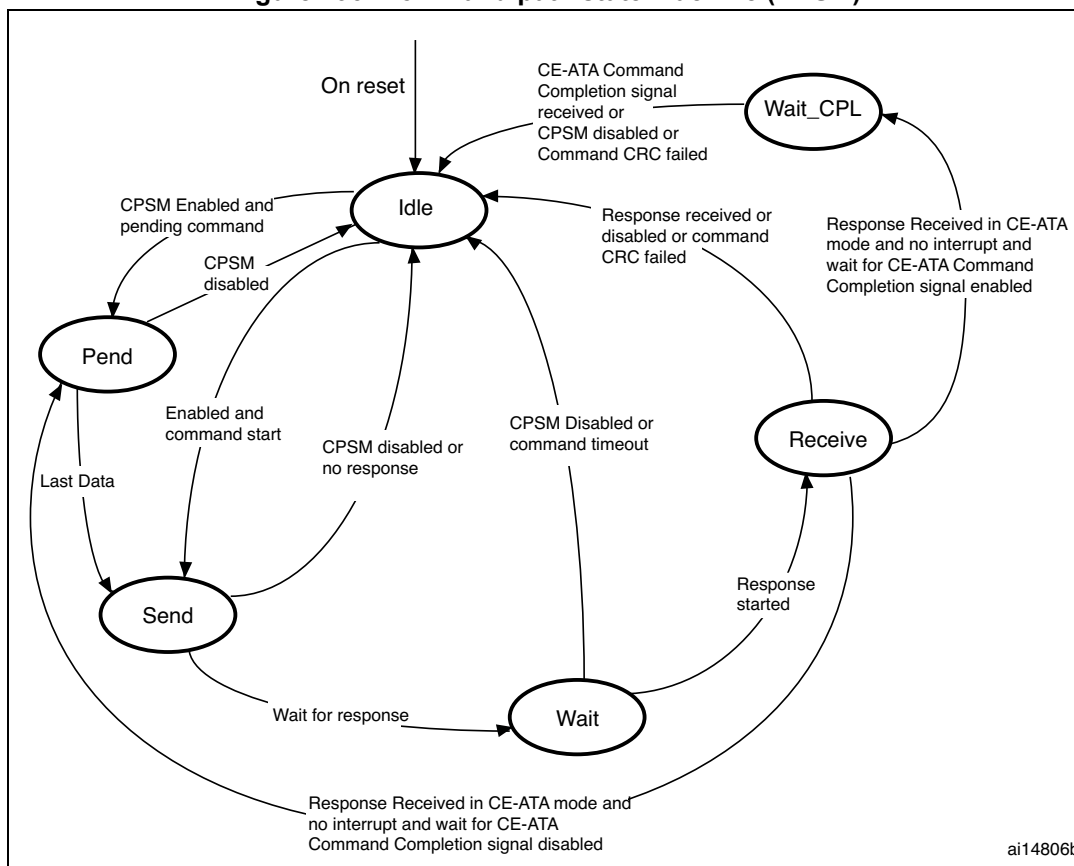 On reset
CE-ATA Command
Completion signal
received or
CPSM disabled or
Command CRC failed
Wait_CPL
CPSM Enabled and
pending command
Idle
Response received or
disabled or command
CRC failed
Response Received in CE-ATA
mode and no interrupt and
wait for CE-ATA Command
Completion signal enabled
CPSM
disabled
Pend
Enabled and
command start
CPSM disabled or
no response
CPSM Disabled or
command timeout
Receive
Last Data
Send
Response
started
Wait for response
Wait
Response Received in CE-ATA mode and
no interrupt and wait for CE-ATA
Command Completion signal disabled
ai14806b